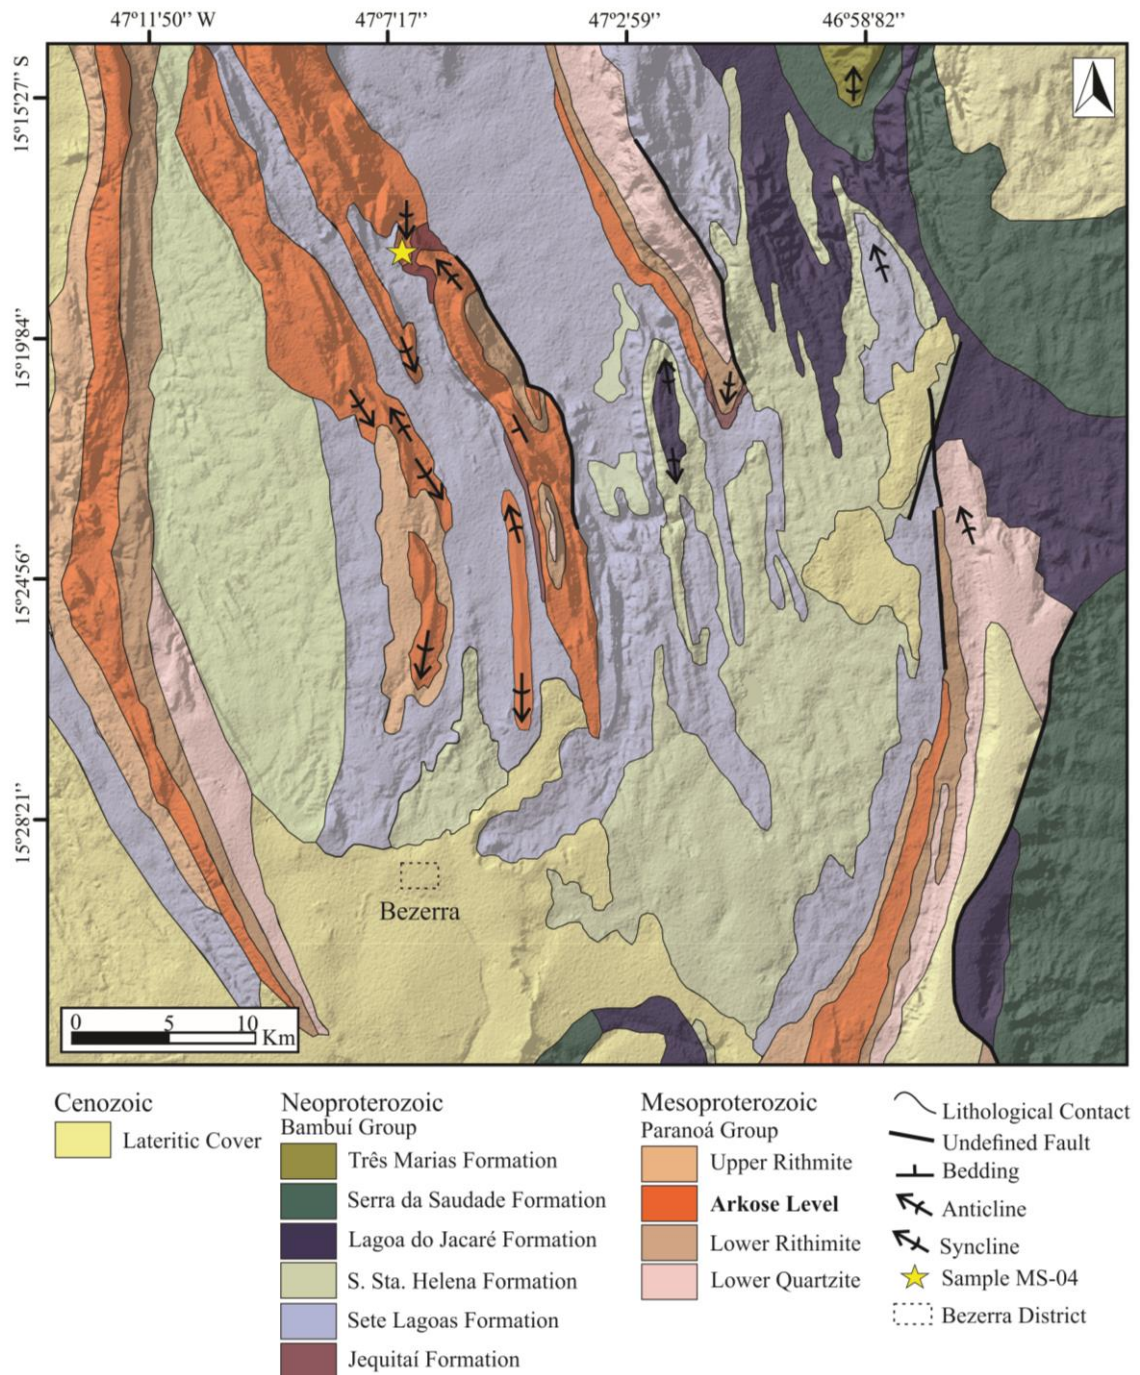 47º11'50'' W 47º7'17'' 47º2'59'' 46º58'82''
15º15'27'' S
15º19'84''
15º24'56''
15º28'21''
Bezerra
0 5 10 Km
Cenozoic
Lateritic Cover
Neoproterozoic
Bambuí Group
Três Marias Formation
Serra da Saudade Formation
Lagoa do Jacaré Formation
S. Sta. Helena Formation
Sete Lagoas Formation
Jequitaí Formation
Mesoproterozoic
Paranoá Group
Upper Rithmite
Arkose Level
Lower Rithimite
Lower Quartzite
Lithological Contact
Undefined Fault
Bedding
Anticline
Syncline
Sample MS-04
Bezerra District